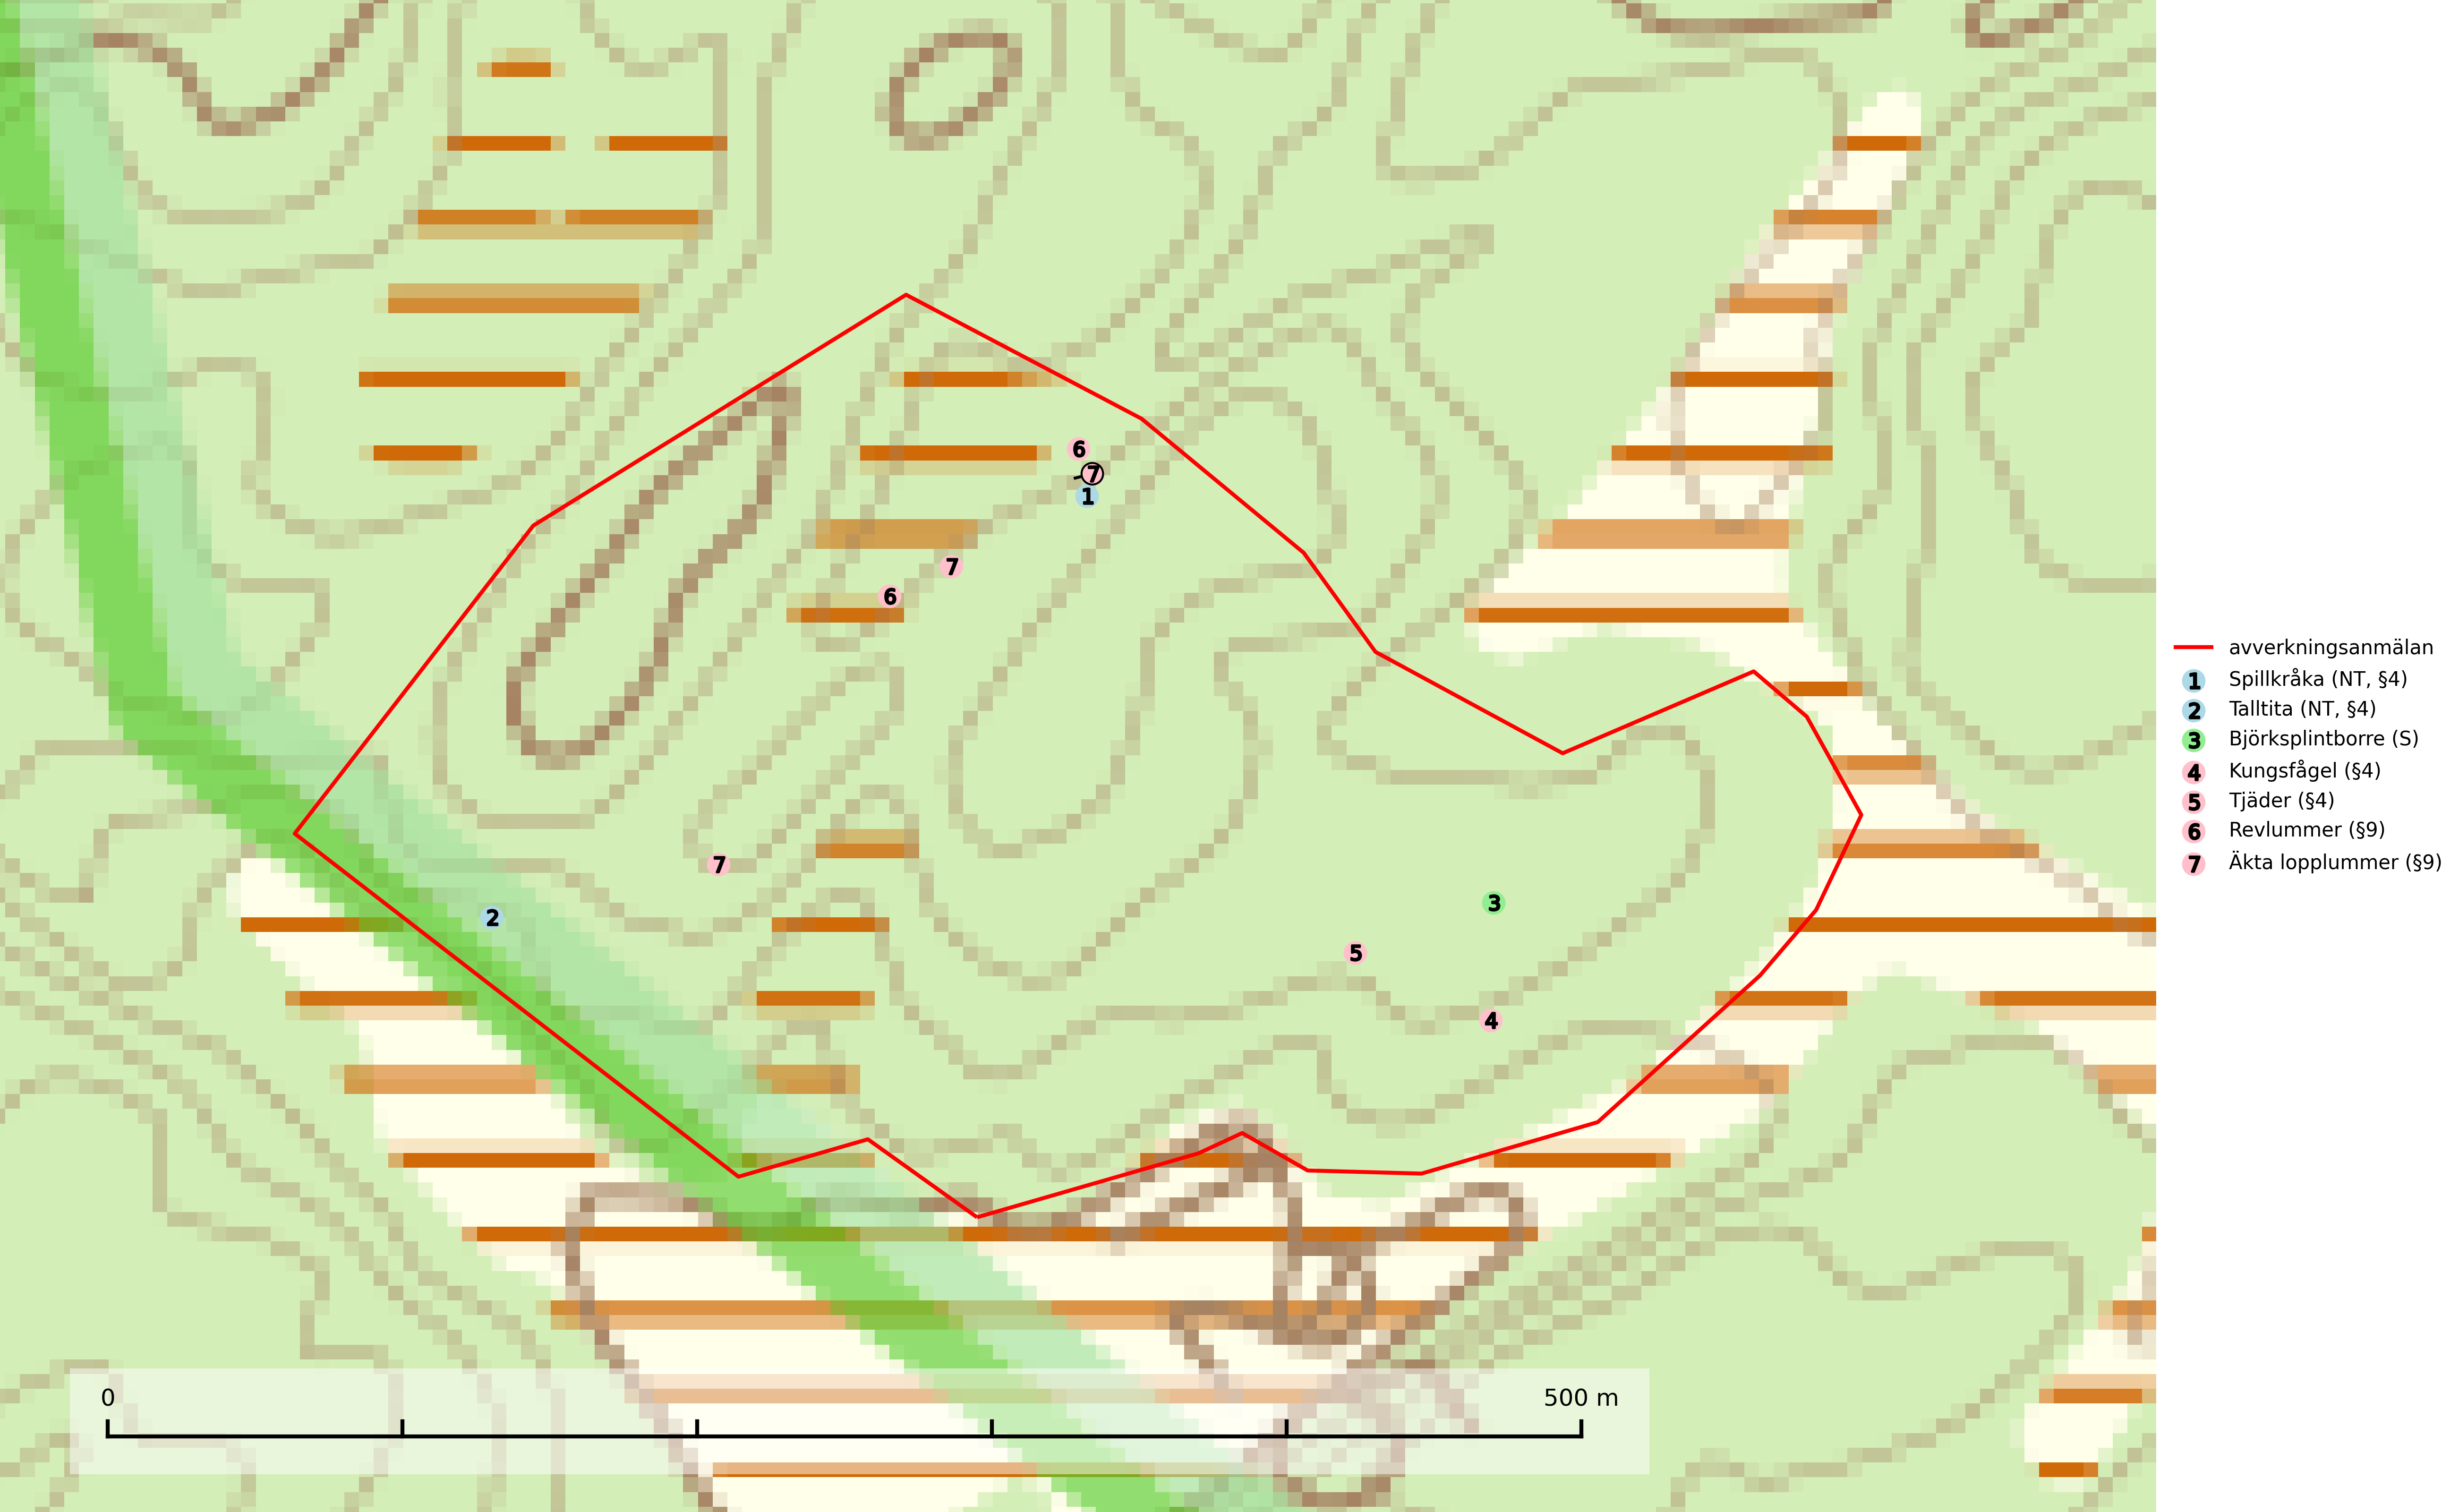 6
7
1
7
6
7
2
3
5
4
0
500 m
avverkningsanmälan
1 Spillkråka (NT, §4)
2 Talltita (NT, §4)
3 Björksplintborre (S)
4 Kungsfågel (§4)
5 Tjäder (§4)
6 Revlummer (§9)
7 Äkta lopplummer (§9)